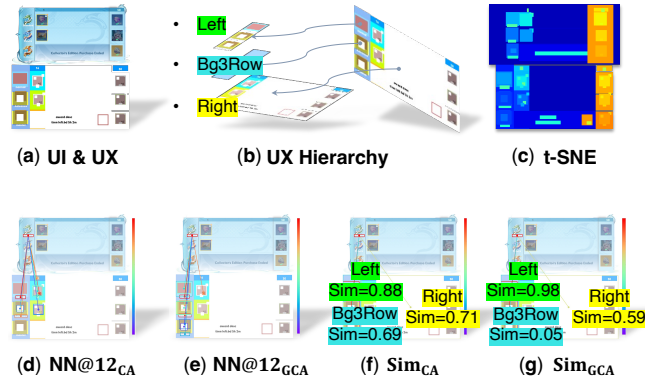 • Left
• Bg3Row
• Right
(a) UI & UX
(b) UX Hierarchy
(c) t-SNE
Left
Sim=0.88
Right
Bg3Row
Sim=0.71
Sim=0.69
Left
Sim=0.98
Right
Bg3Row
Sim=0.59
Sim=0.05
(d) NN@12CA
(e) NN@12GCA
(f) SimCA
(g) SimGCA